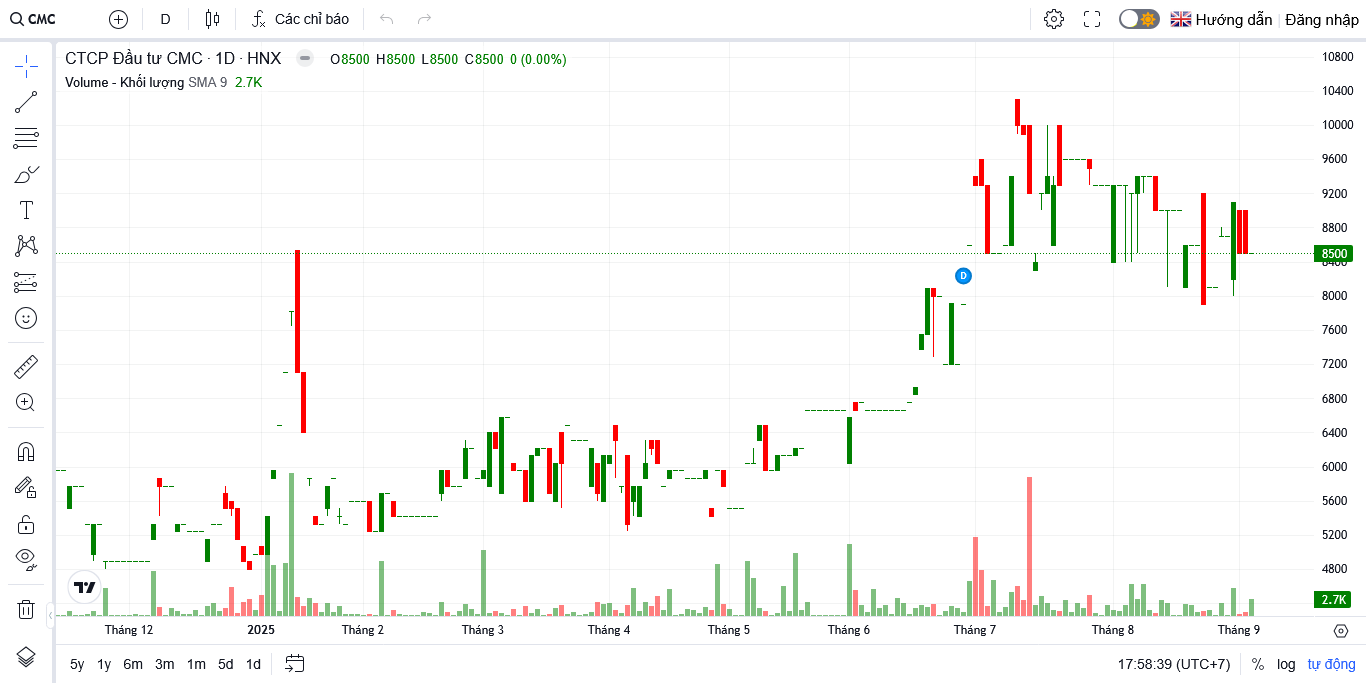 CMC D Các chỉ báo Hướng dẫn Đăng nhập
CTCP Đầu tư CMC · 1D · HNX O8500 H8500 L8500 C8500 0 (0.00%)
Volume - Khối lượng SMA 9 2.7K
10800
10400
10000
9600
9200
8800
8500
8400
8000
7600
7200
6800
6400
6000
5600
5200
4800
2.7K
D
Tháng 12 2025 Tháng 2 Tháng 3 Tháng 4 Tháng 5 Tháng 6 Tháng 7 Tháng 8 Tháng 9
5y 1y 6m 3m 1m 5d 1d 17:58:39 (UTC+7) % log tự động